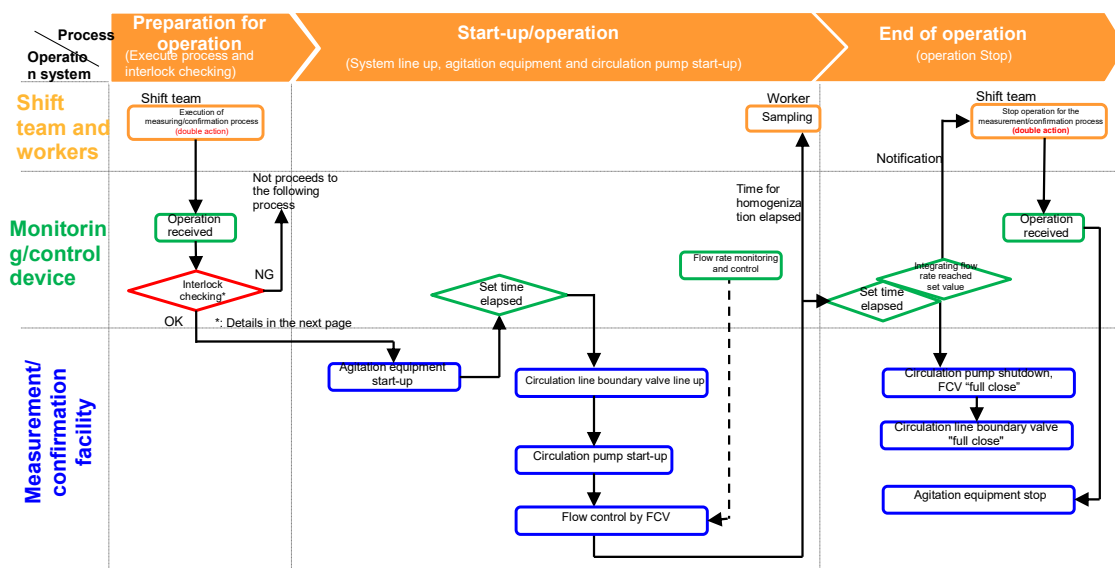 Process
Operatio
n system
Preparation for
operation
(Execute process and
interlock checking)
Start-up/operation
(System line up, agitation equipment and circulation pump start-up)
End of operation
(operation Stop)
Shift
team and
workers
Shift team
Execution of
measuring/confirmation process
(double action)
Worker
Sampling
Shift team
Stop operation for the
measurement/confirmation process
(double action)
Notification
Monitorin
g/control
device
Not proceeds to
the following
process
Operation
received
Interlock
checking*
NG
OK
*: Details in the next page
Set time
elapsed
Flow rate monitoring
and control
Time for
homogeniza
tion elapsed
Set time
elapsed
Integrating flow
rate reached
set value
Operation
received
Measurement/
confirmation
facility
Agitation equipment
start-up
Circulation line boundary valve line up
Circulation pump start-up
Flow control by FCV
Circulation pump shutdown,
FCV “full close”
Circulation line boundary valve
"full close"
Agitation equipment stop